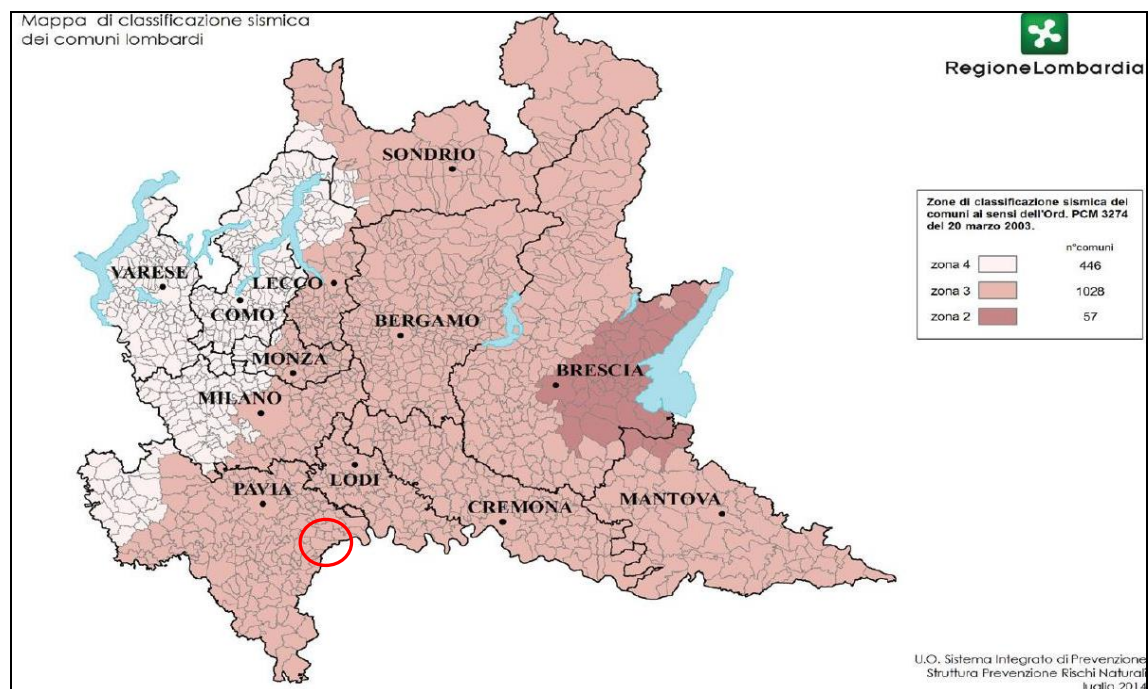 Mappa di classificazione sismica
dei comuni lombardi
RegioneLombardia
SONDRIO
VARESE
LECCO
COMO
BERGAMO
MONZA
BRESCIA
MILANO
PAVIA
LODI
CREMONA
MANTOVA
Zone di classificazione sismica dei
comuni ai sensi dell'Ord. PCM 3274
del 20 marzo 2003.
n°comuni
zona 4 446
zona 3 1028
zona 2 57
U.O. Sistema Integrato di Prevenzione
Struttura Prevenzione Rischi Naturali
luglio 2014